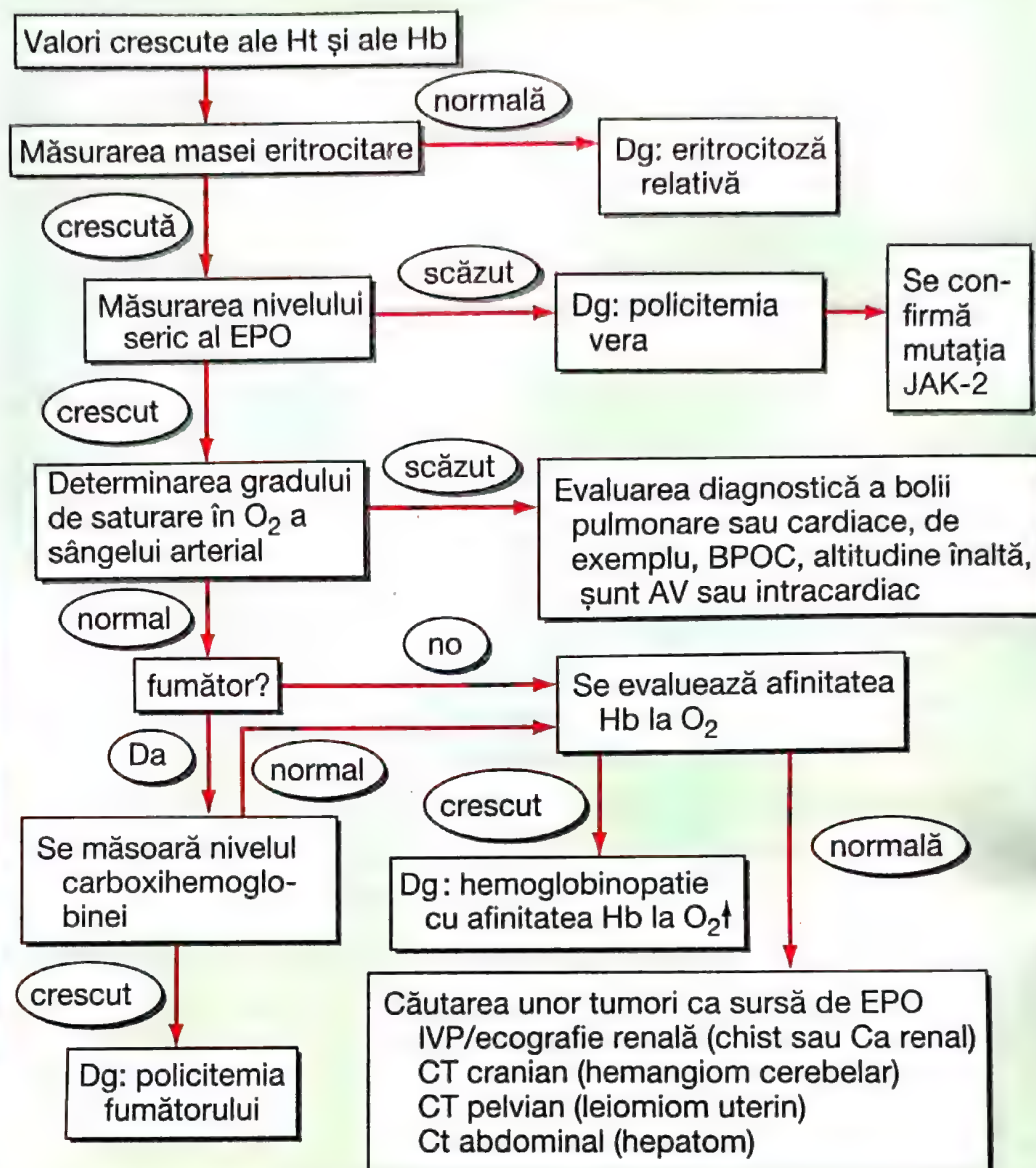 Valori crescute ale Ht și ale Hb
normală
Măsurarea masei eritrocitare
Dg: eritrocitoză
relativă
crescută
scăzut
Măsurarea nivelului
seric al EPO
Dg: policitemia
vera
Se con-
firmă
mutația
JAK-2
crescut
scăzut
Determinarea gradului
de saturare în O₂ a
sângelui arterial
Evaluarea diagnostică a bolii
pulmonare sau cardiace, de
exemplu, BPOC, altitudine înaltă,
șunt AV sau intracardiac
normal
no
fumător?
Se evaluează afinitatea
Hb la O₂
Da
normal
crescut
normală
Se măsoară nivelul
carboxihemoglo-
binei
Dg: hemoglobinopatie
cu afinitatea Hb la O₂↑
crescut
Dg: policitemia
fumătorului
Căutarea unor tumori ca sursă de EPO
IVP/ecografie renală (chist sau Ca renal)
CT cranian (hemangiom cerebelar)
CT pelvian (leiomiom uterin)
Ct abdominal (hepatom)